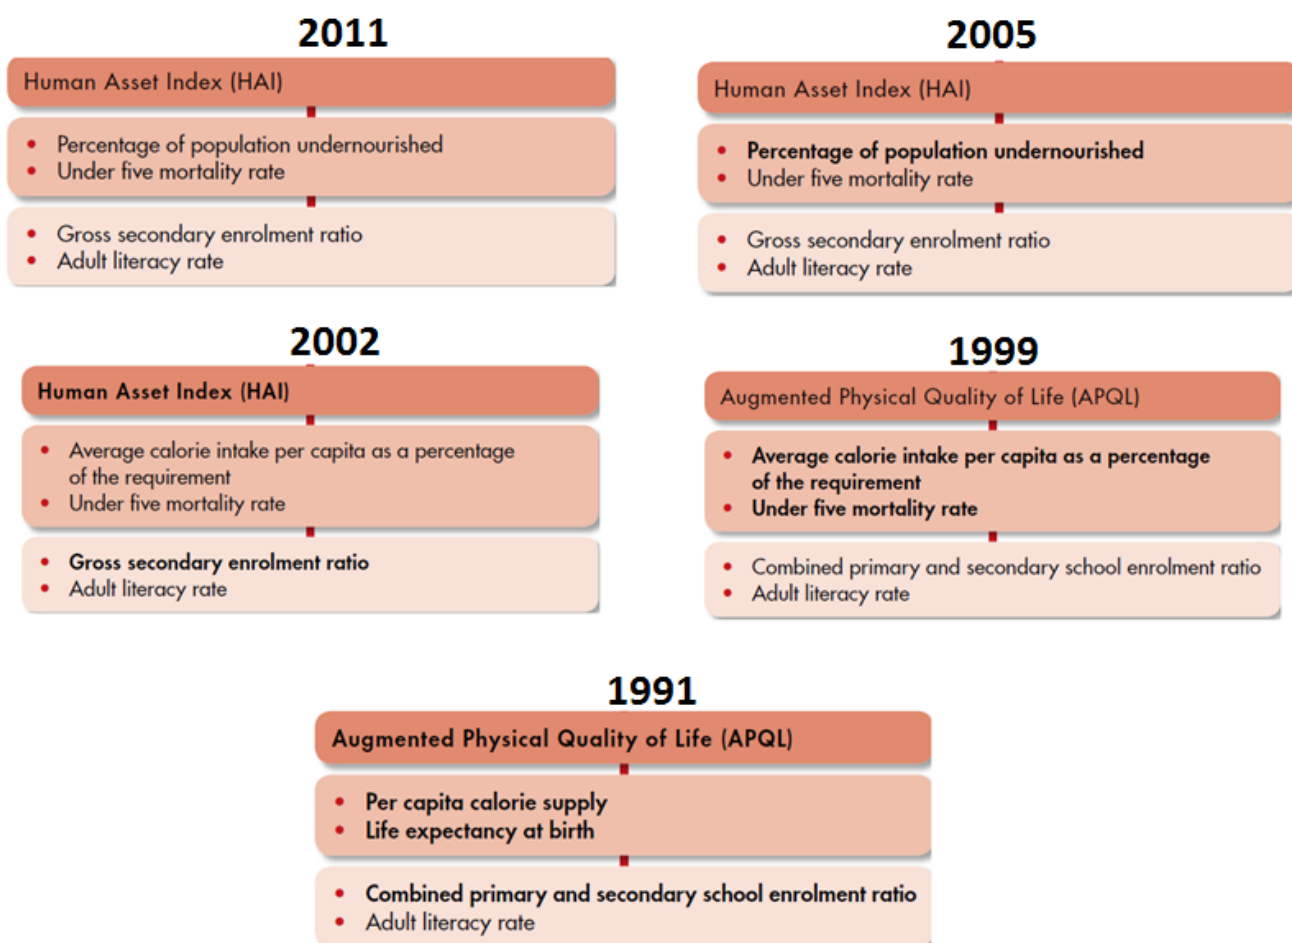 2011
Human Asset Index (HAI)
• Percentage of population undernourished
• Under five mortality rate
• Gross secondary enrolment ratio
• Adult literacy rate
2005
Human Asset Index (HAI)
• Percentage of population undernourished
• Under five mortality rate
• Gross secondary enrolment ratio
• Adult literacy rate
2002
Human Asset Index (HAI)
• Average calorie intake per capita as a percentage
of the requirement
• Under five mortality rate
• Gross secondary enrolment ratio
• Adult literacy rate
1999
Augmented Physical Quality of Life (APQL)
• Average calorie intake per capita as a percentage
of the requirement
• Under five mortality rate
• Combined primary and secondary school enrolment ratio
• Adult literacy rate
1991
Augmented Physical Quality of Life (APQL)
• Per capita calorie supply
• Life expectancy at birth
• Combined primary and secondary school enrolment ratio
• Adult literacy rate